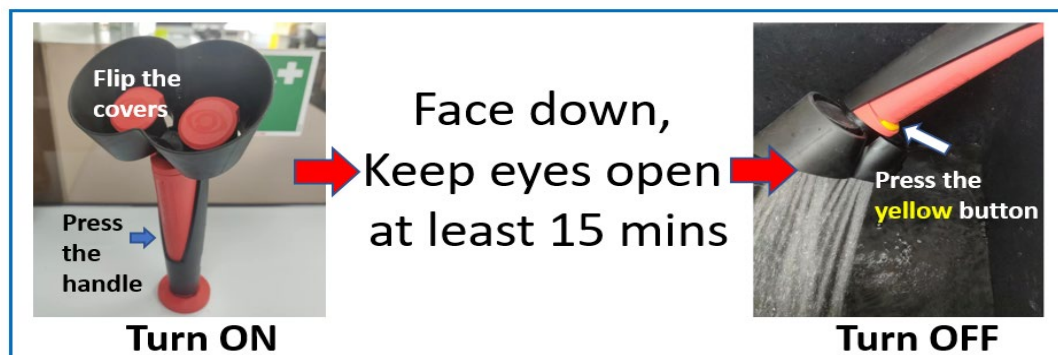 Flip the
covers
Press
the
handle
Turn ON
Face down,
Keep eyes open
at least 15 mins
Press the
yellow button
Turn OFF